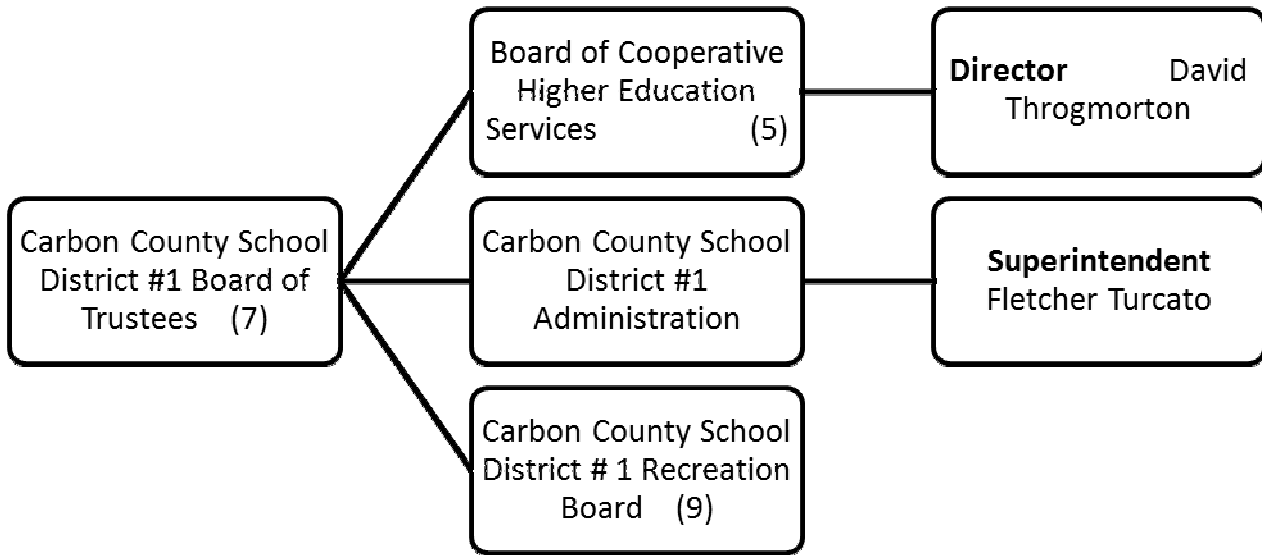 Board of Cooperative
Higher Education
Services (5)
Director David
Throgmorton
Carbon County School
District #1 Board of
Trustees (7)
Carbon County School
District #1
Administration
Superintendent
Fletcher Turcato
Carbon County School
District # 1 Recreation
Board (9)